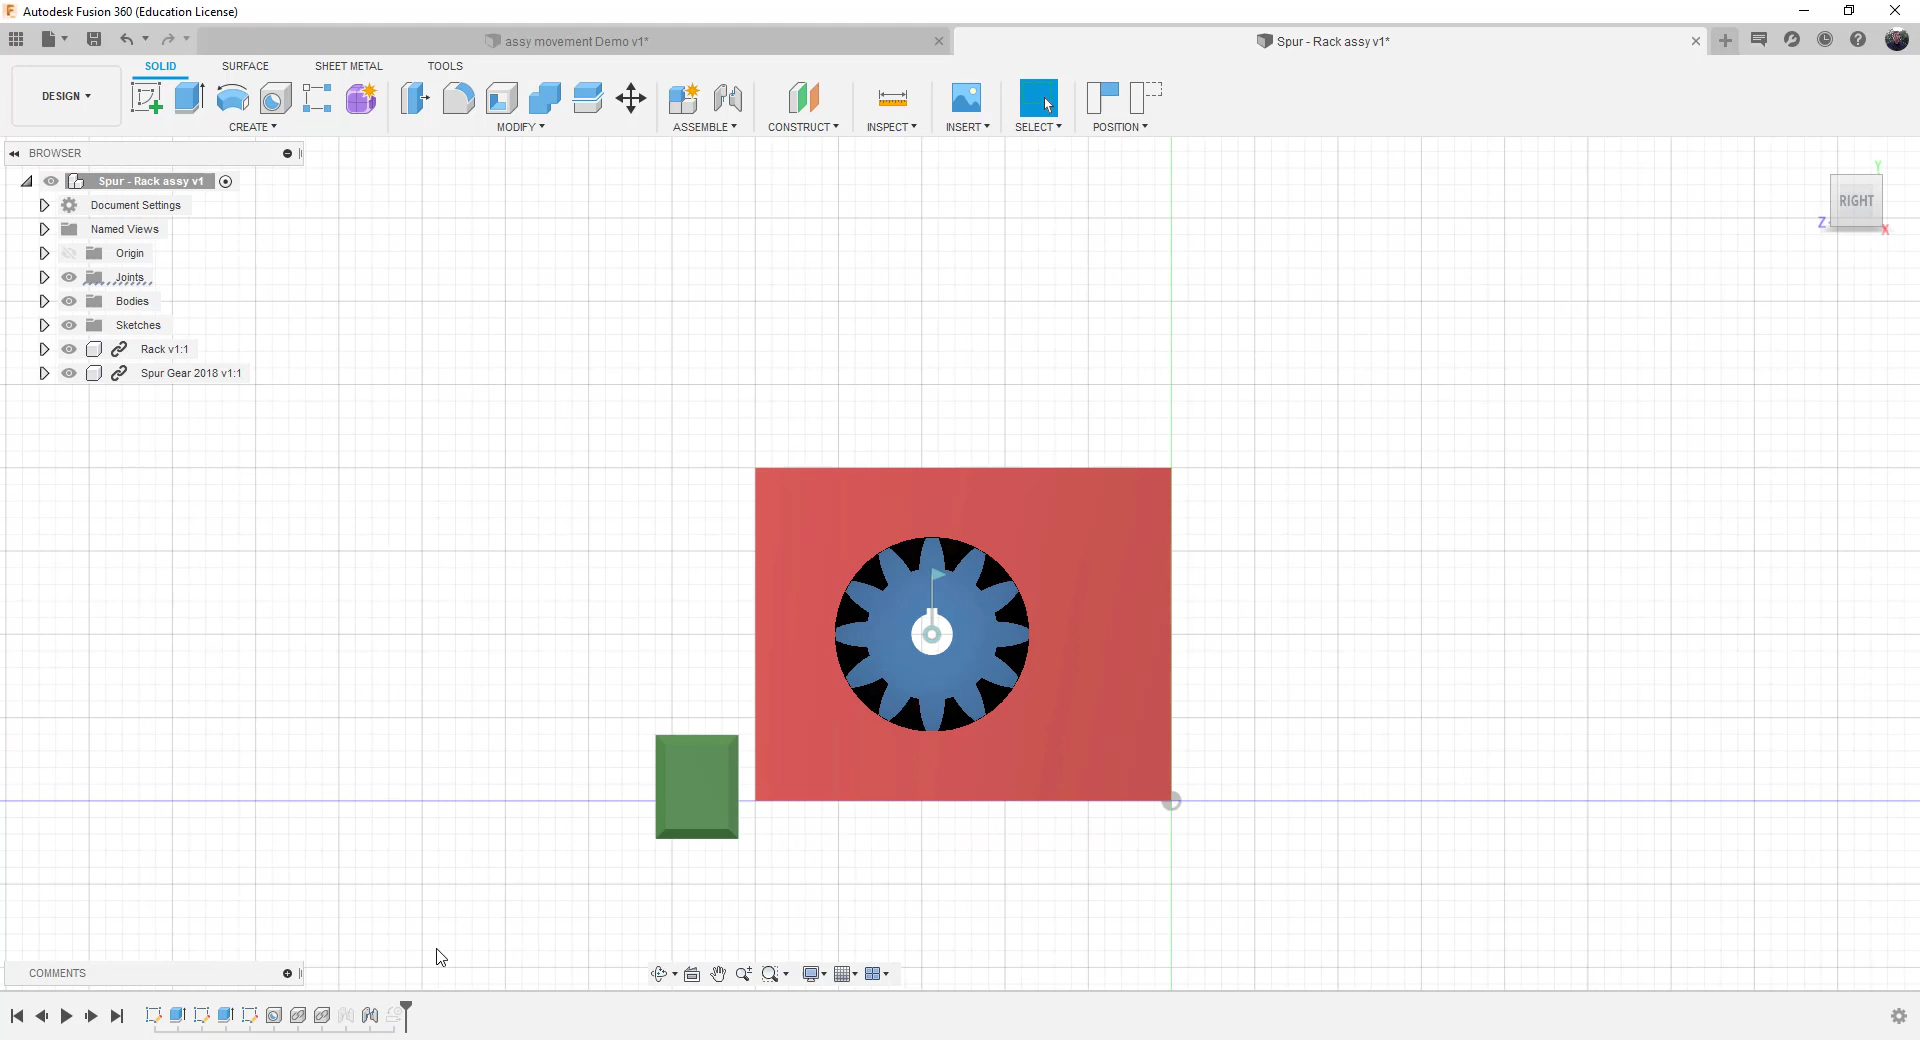 Autodesk Fusion 360 (Education License)
assy movement Demo v1*
Spur - Rack assy v1*
SOLID SURFACE SHEET METAL TOOLS
DESIGN
CREATE MODIFY ASSEMBLE CONSTRUCT INSPECT INSERT SELECT POSITION
BROWSER
Spur - Rack assy v1
Document Settings
Named Views
Origin
Joints
Bodies
Sketches
Rack v1:1
Spur Gear 2018 v1:1
Y
RIGHT
Z
X
COMMENTS